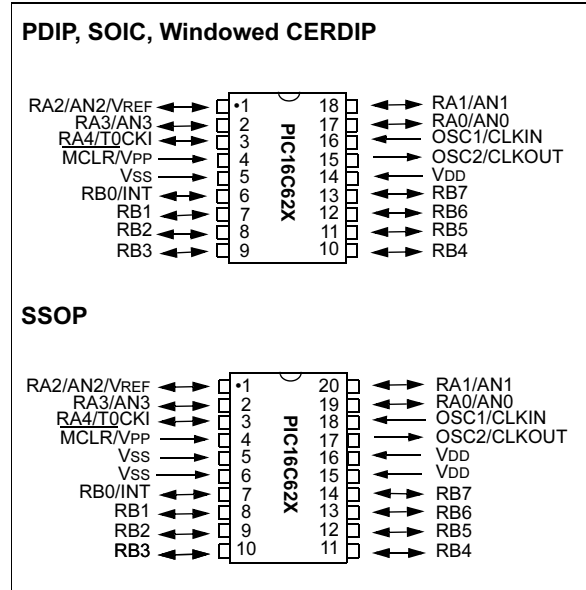 PDIP, SOIC, Windowed CERDIP
RA2/AN2/VREF •1 18 RA1/AN1
RA3/AN3 2 17 RA0/AN0
RA4/T0CKI 3 16 OSC1/CLKIN
MCLR/VPP 4 15 OSC2/CLKOUT
VSS 5 14 VDD
RB0/INT 6 13 RB7
RB1 7 12 RB6
RB2 8 11 RB5
RB3 9 10 RB4
PIC16C62X
SSOP
RA2/AN2/VREF •1 20 RA1/AN1
RA3/AN3 2 19 RA0/AN0
RA4/T0CKI 3 18 OSC1/CLKIN
MCLR/VPP 4 17 OSC2/CLKOUT
VSS 5 16 VDD
VSS 6 15 VDD
RB0/INT 7 14 RB7
RB1 8 13 RB6
RB2 9 12 RB5
RB3 10 11 RB4
PIC16C62X